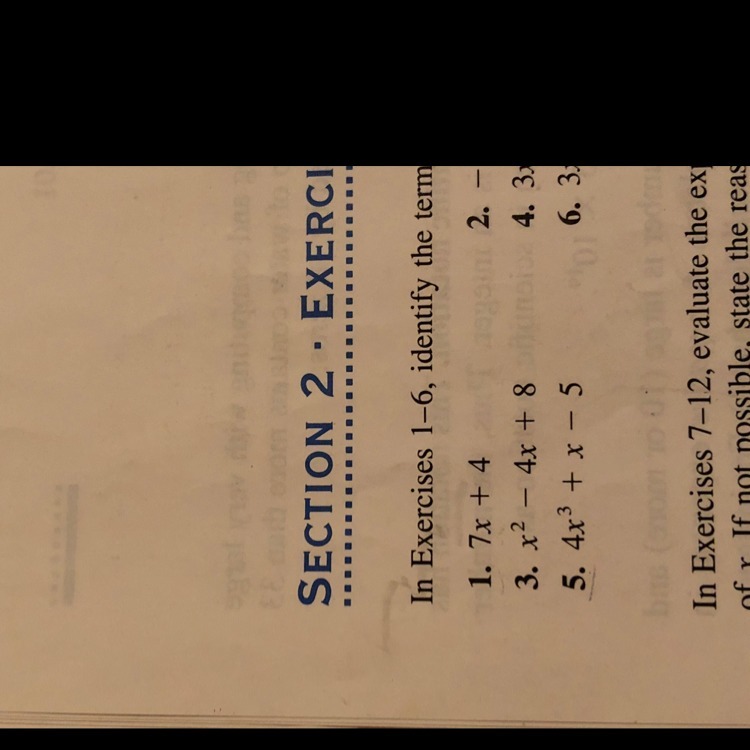 SECTION 2 · EXERCI
In Exercises 1–6, identify the term
1. 7x + 4 2. –
3. x² – 4x + 8 4. 3x
5. 4x³ + x – 5 6. 3
In Exercises 7–12, evaluate the exp
of x. If not possible, state the reas